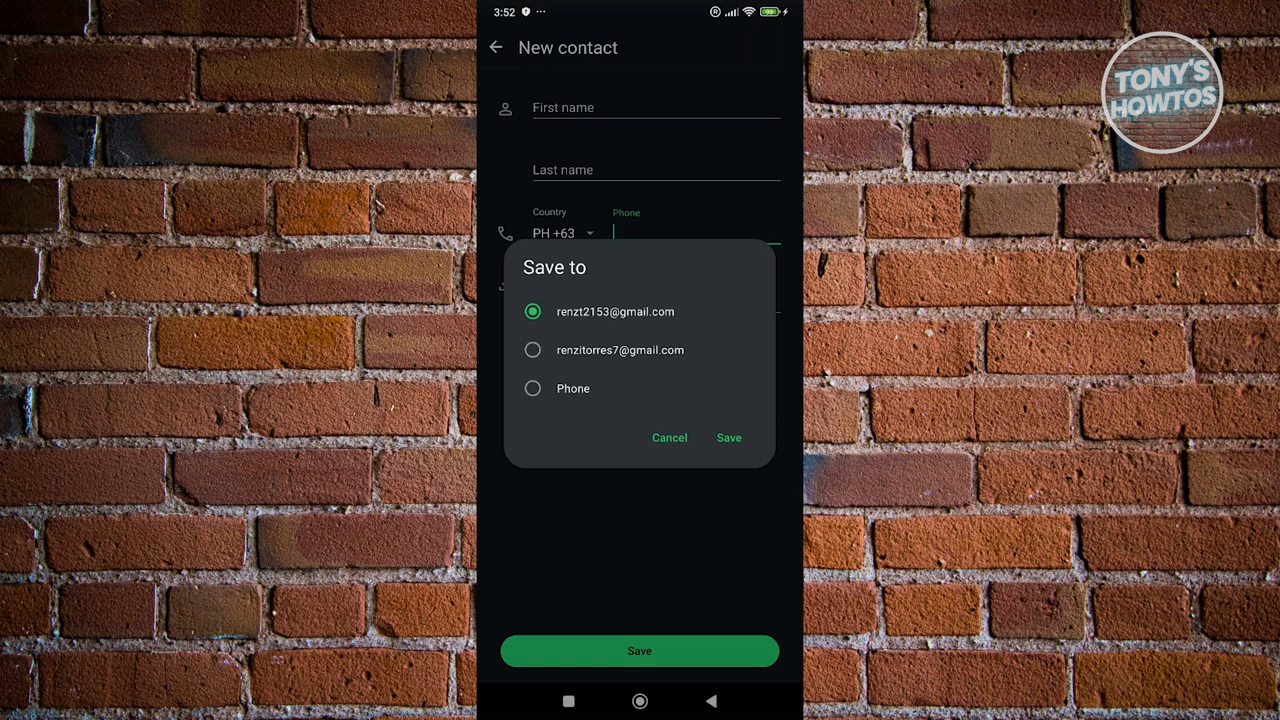 3:52
99
New contact
TONY'S
HOWTOS
First name
Last name
Country
Phone
PH +63
Save to
renzt2153@gmail.com
renzitorres7@gmail.com
Phone
Cancel
Save
Save